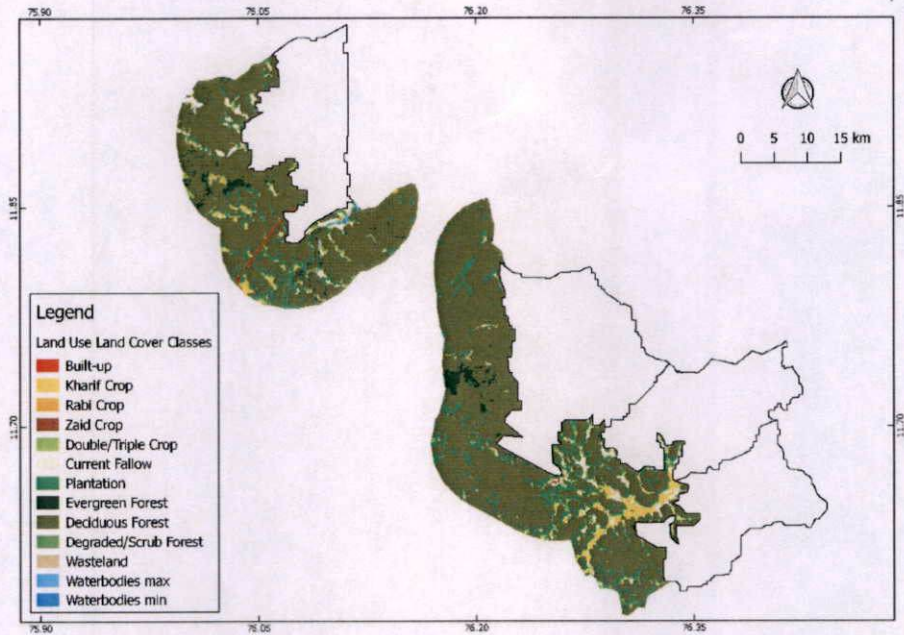 75.90 76.05 76.20 76.35
0 5 10 15 km
11.85 11.85
Legend
Land Use Land Cover Classes
Built-up
Kharif Crop
Rabi Crop
Zaid Crop
Double/Triple Crop
Current Fallow
Plantation
Evergreen Forest
Deciduous Forest
Degraded/Scrub Forest
Wasteland
Waterbodies max
Waterbodies min
11.70 11.70
75.90 76.05 76.20 76.35